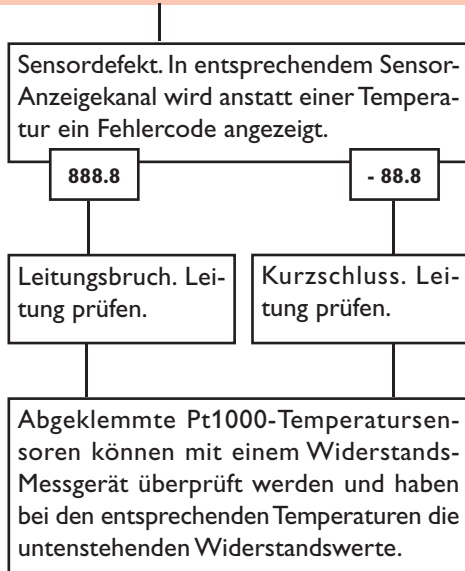 Sensordefekt. In entsprechendem Sensor-
Anzeigekanal wird anstatt einer Tempera-
tur ein Fehlercode angezeigt.
888.8
- 88.8
Leitungsbruch. Lei-
tung prüfen.
Kurzschluss. Lei-
tung prüfen.
Abgeklemmte Pt1000-Temperatursen-
soren können mit einem Widerstands-
Messgerät überprüft werden und haben
bei den entsprechenden Temperaturen die
untenstehenden Widerstandswerte.